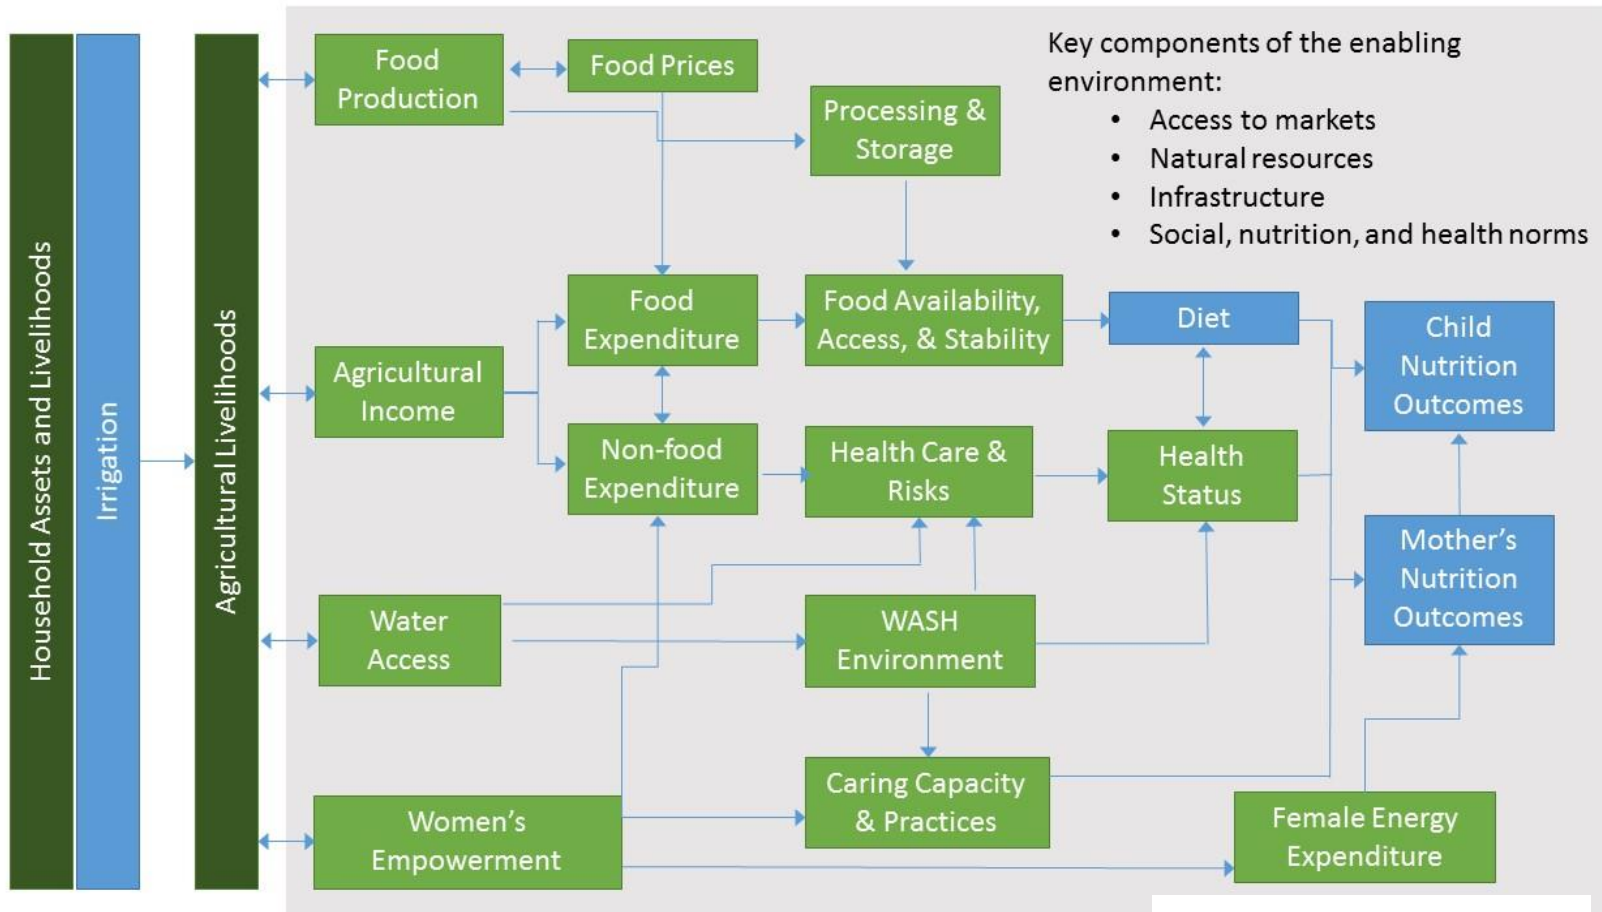 Household Assets and Livelihoods
Irrigation
Agricultural Livelihoods
Food
Production
Food Prices
Processing &
Storage
Key components of the enabling
environment:
• Access to markets
• Natural resources
• Infrastructure
• Social, nutrition, and health norms
Agricultural
Income
Food
Expenditure
Food Availability,
Access, & Stability
Diet
Child
Nutrition
Outcomes
Non-food
Expenditure
Health Care &
Risks
Health
Status
Mother’s
Nutrition
Outcomes
Water
Access
WASH
Environment
Women’s
Empowerment
Caring Capacity
& Practices
Female Energy
Expenditure